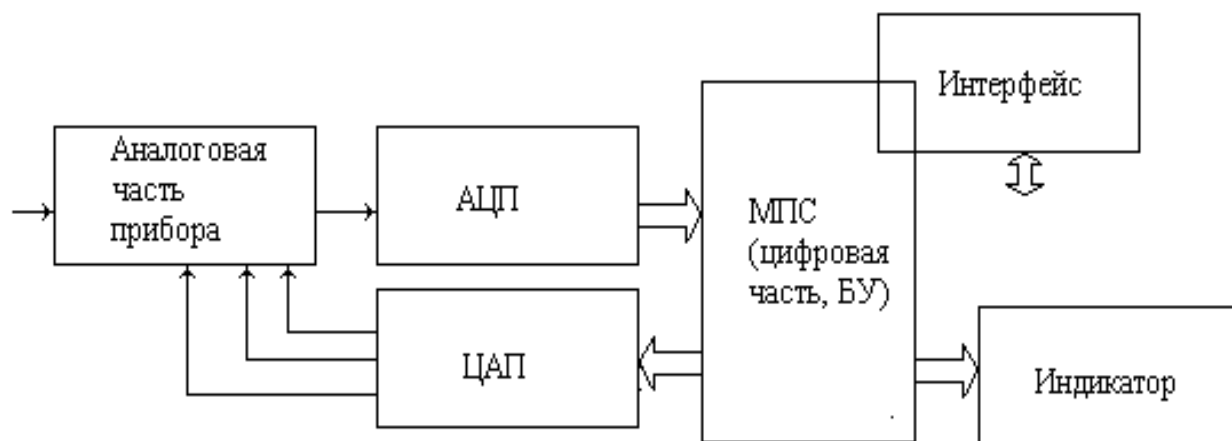 Интерфейс
Аналоговая
часть
прибора
АЦП
МПС
(цифровая
часть, БУ)
ЦАП
Индикатор